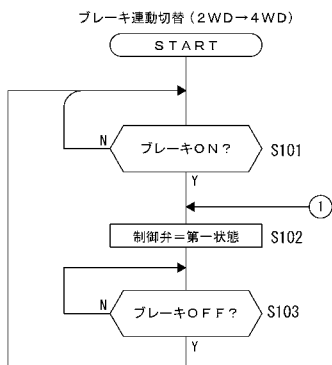 ブレーキ連動切替（２ＷＤ→４ＷＤ）
ＳＴＡＲＴ
N
ブレーキＯＮ？
S101
Y
1
制御弁＝第一状態
S102
N
ブレーキＯＦＦ？
S103
Y